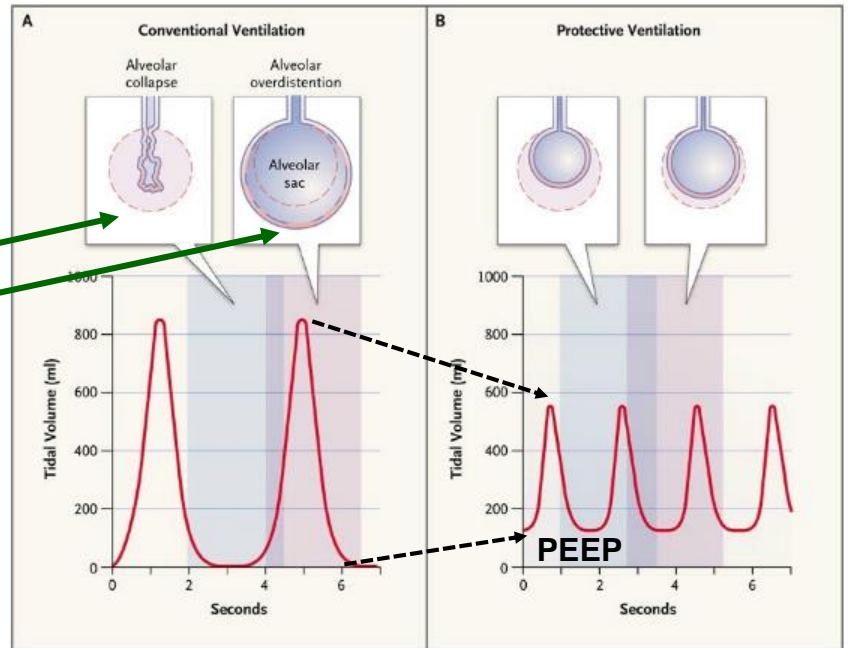 A
Conventional Ventilation
Alveolar
collapse
Alveolar
overdistention
Alveolar
sac
1000
800
600
400
200
0
Tidal Volume (ml)
0
2
4
6
Seconds
B
Protective Ventilation
1000
800
600
400
200
0
Tidal Volume (ml)
PEEP
0
2
4
6
Seconds